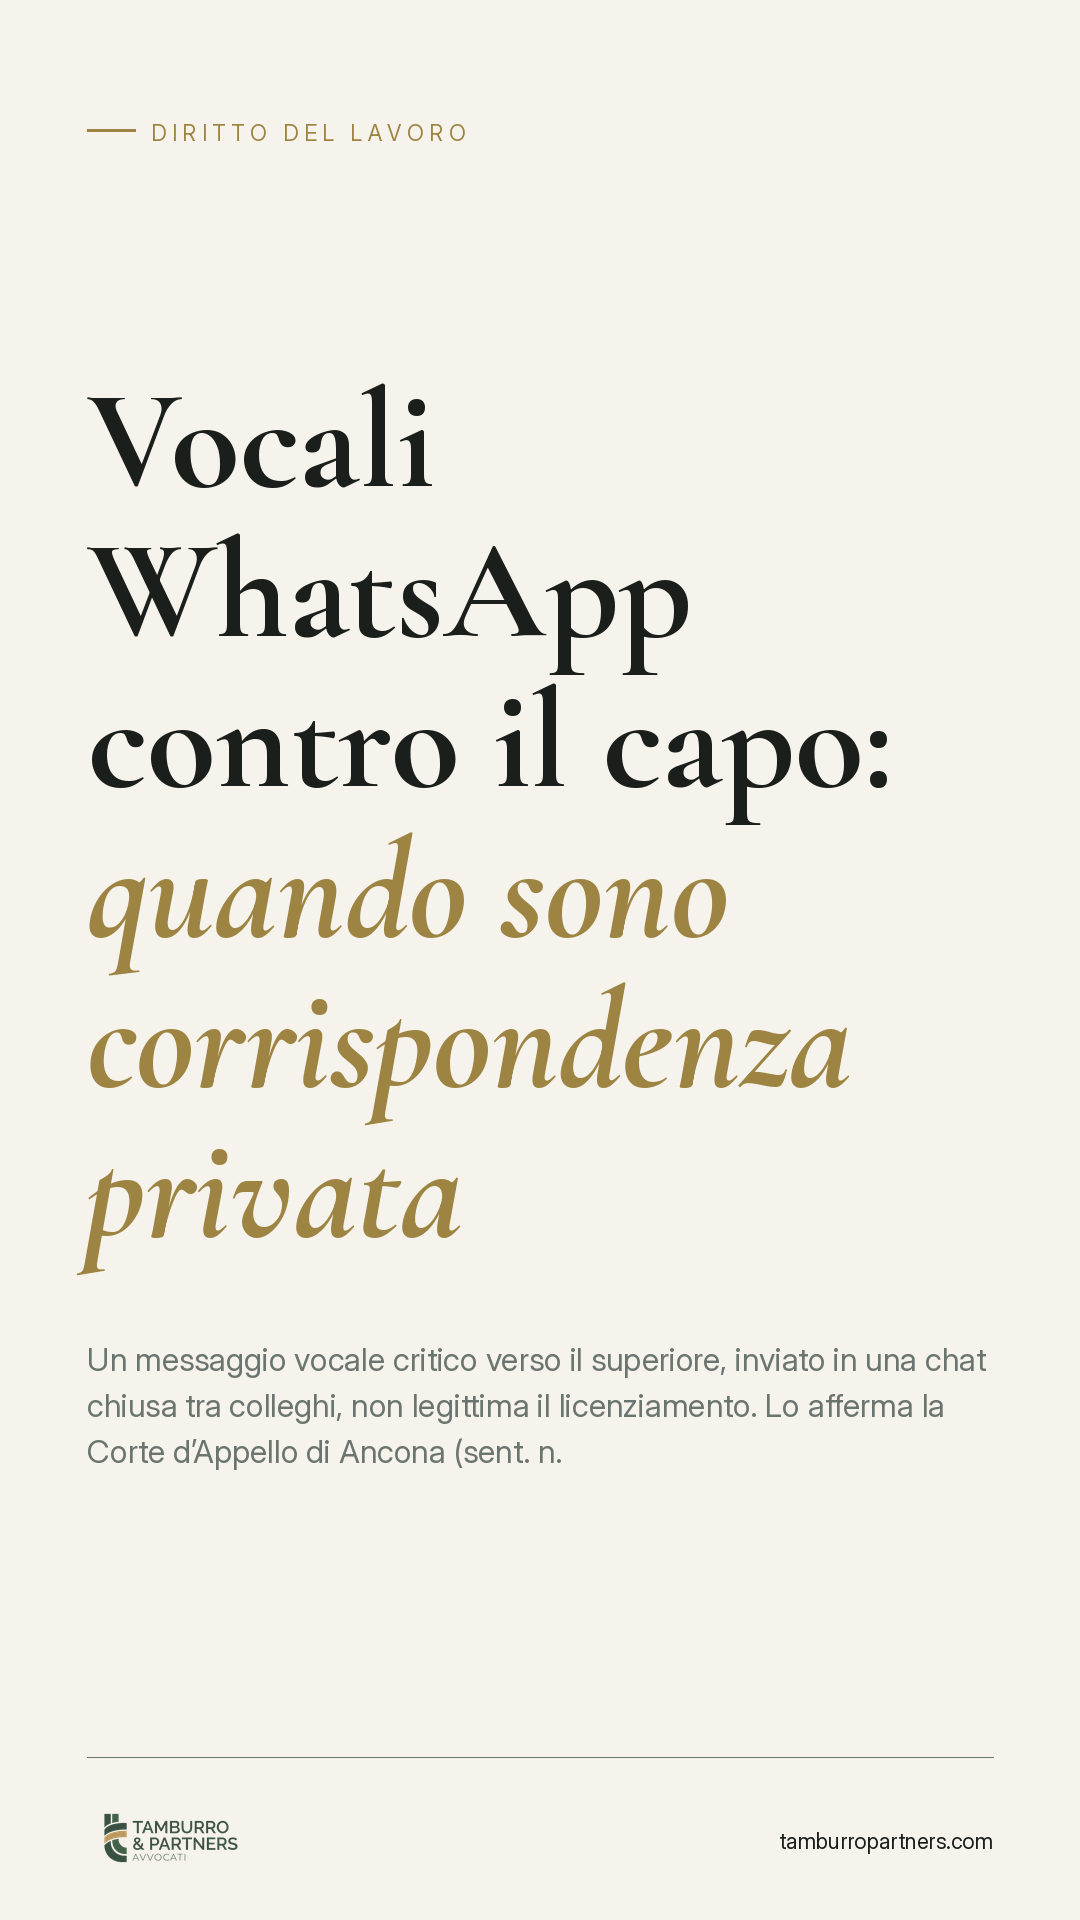 DIRITTO DEL LAVORO
Vocali
WhatsApp
contro il capo:
quando sono
corrispondenza
privata
Un messaggio vocale critico verso il superiore, inviato in una chat
chiusa tra colleghi, non legittima il licenziamento. Lo afferma la
Corte d’Appello di Ancona (sent. n.
TAMBURRO
& PARTNERS
AVVOCATI
tamburropartners.com